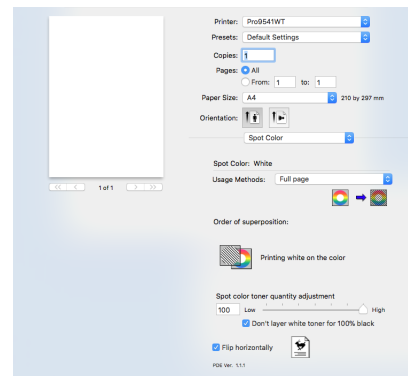 Printer: Pro9541WT
Presets: Default Settings
Copies: 1
Pages: All
From: 1 to: 1
Paper Size: A4 210 by 297 mm
Orientation:
Spot Color
Spot Color: White
Usage Methods: Full page
<< < 1 of 1 > >>
Order of superposition:
Printing white on the color
Spot color toner quantity adjustment
100 Low High
Don't layer white toner for 100% black
Flip horizontally
PDE Ver. 1.1.1